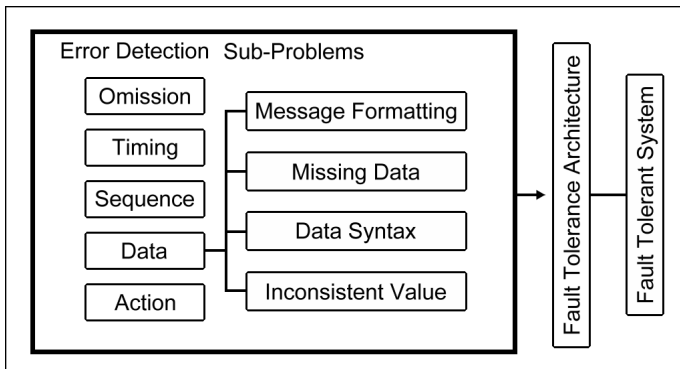 Error Detection Sub-Problems
Omission
Timing
Sequence
Data
Action
Message Formatting
Missing Data
Data Syntax
Inconsistent Value
Fault Tolerance Architecture
Fault Tolerant System